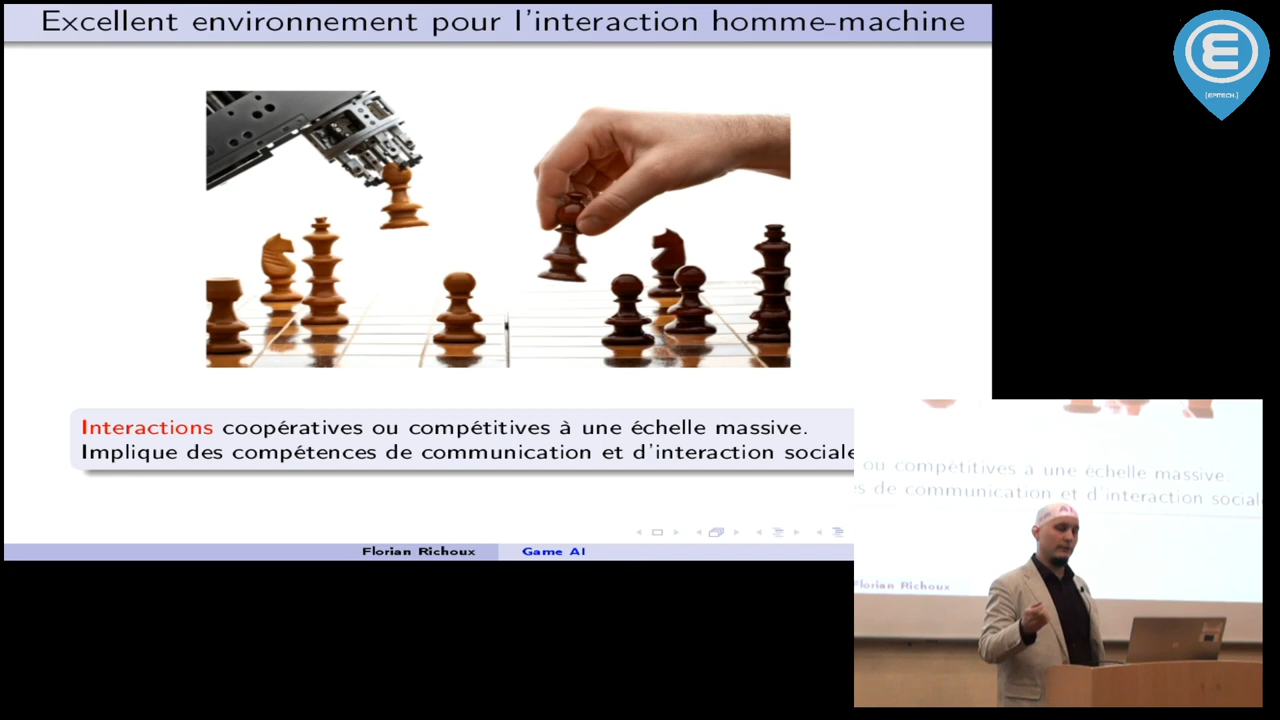 Excellent environnement pour l'interaction homme-machine
[EPITECH.]
Interactions coopératives ou compétitives à une échelle massive.
Implique des compétences de communication et d'interaction sociale
Florian Richoux
Game AI
ou compétitives à une échelle massive.
es de communication et d'interaction social
Florian Richoux
AI